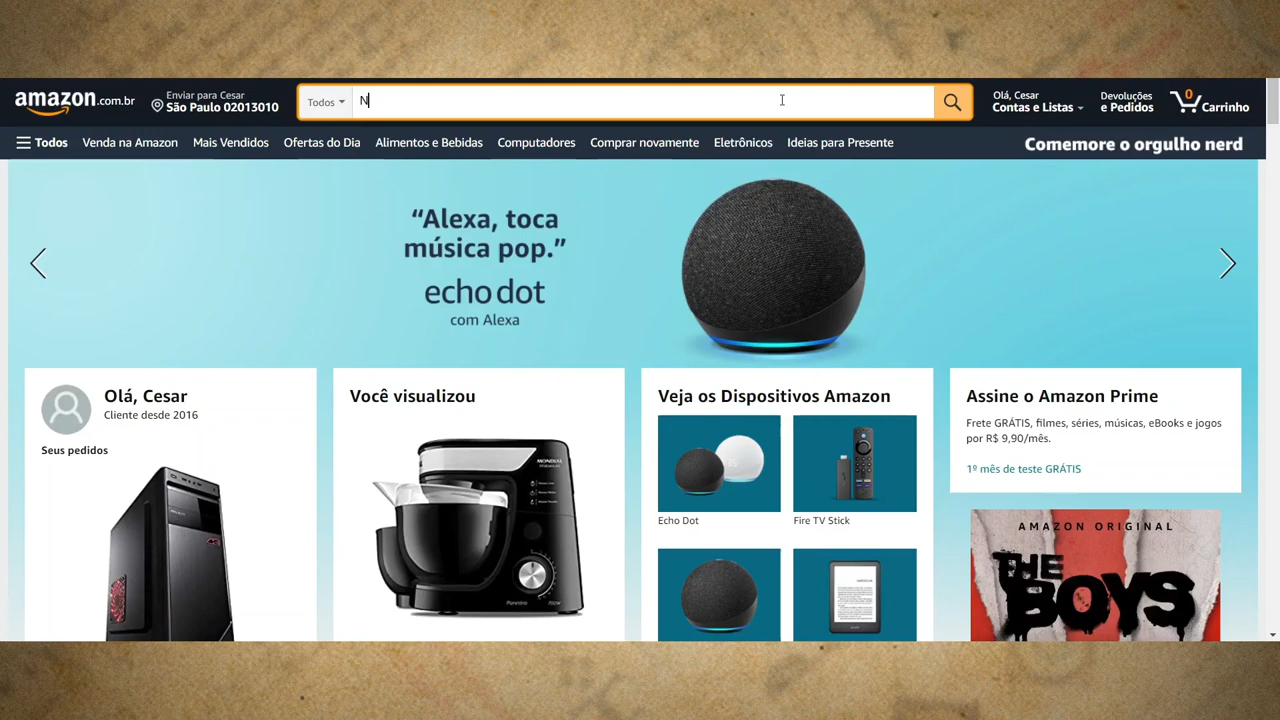 amazon.com.br
Enviar para Cesar
São Paulo 02013010
Todos
N
Olá, Cesar
Contas e Listas
Devoluções
e Pedidos
0
Carrinho
Todos
Venda na Amazon
Mais Vendidos
Ofertas do Dia
Alimentos e Bebidas
Computadores
Comprar novamente
Eletrônicos
Ideias para Presente
Comemore o orgulho nerd
“Alexa, toca
música pop.”
echo dot
com Alexa
Olá, Cesar
Cliente desde 2016
Seus pedidos
Você visualizou
MONDIAL
Veja os Dispositivos Amazon
Echo Dot
Fire TV Stick
Assine o Amazon Prime
Frete GRÁTIS, filmes, séries, músicas, eBooks e jogos
por R$ 9,90/mês.
1º mês de teste GRÁTIS
AMAZON ORIGINAL
THE
BOYS